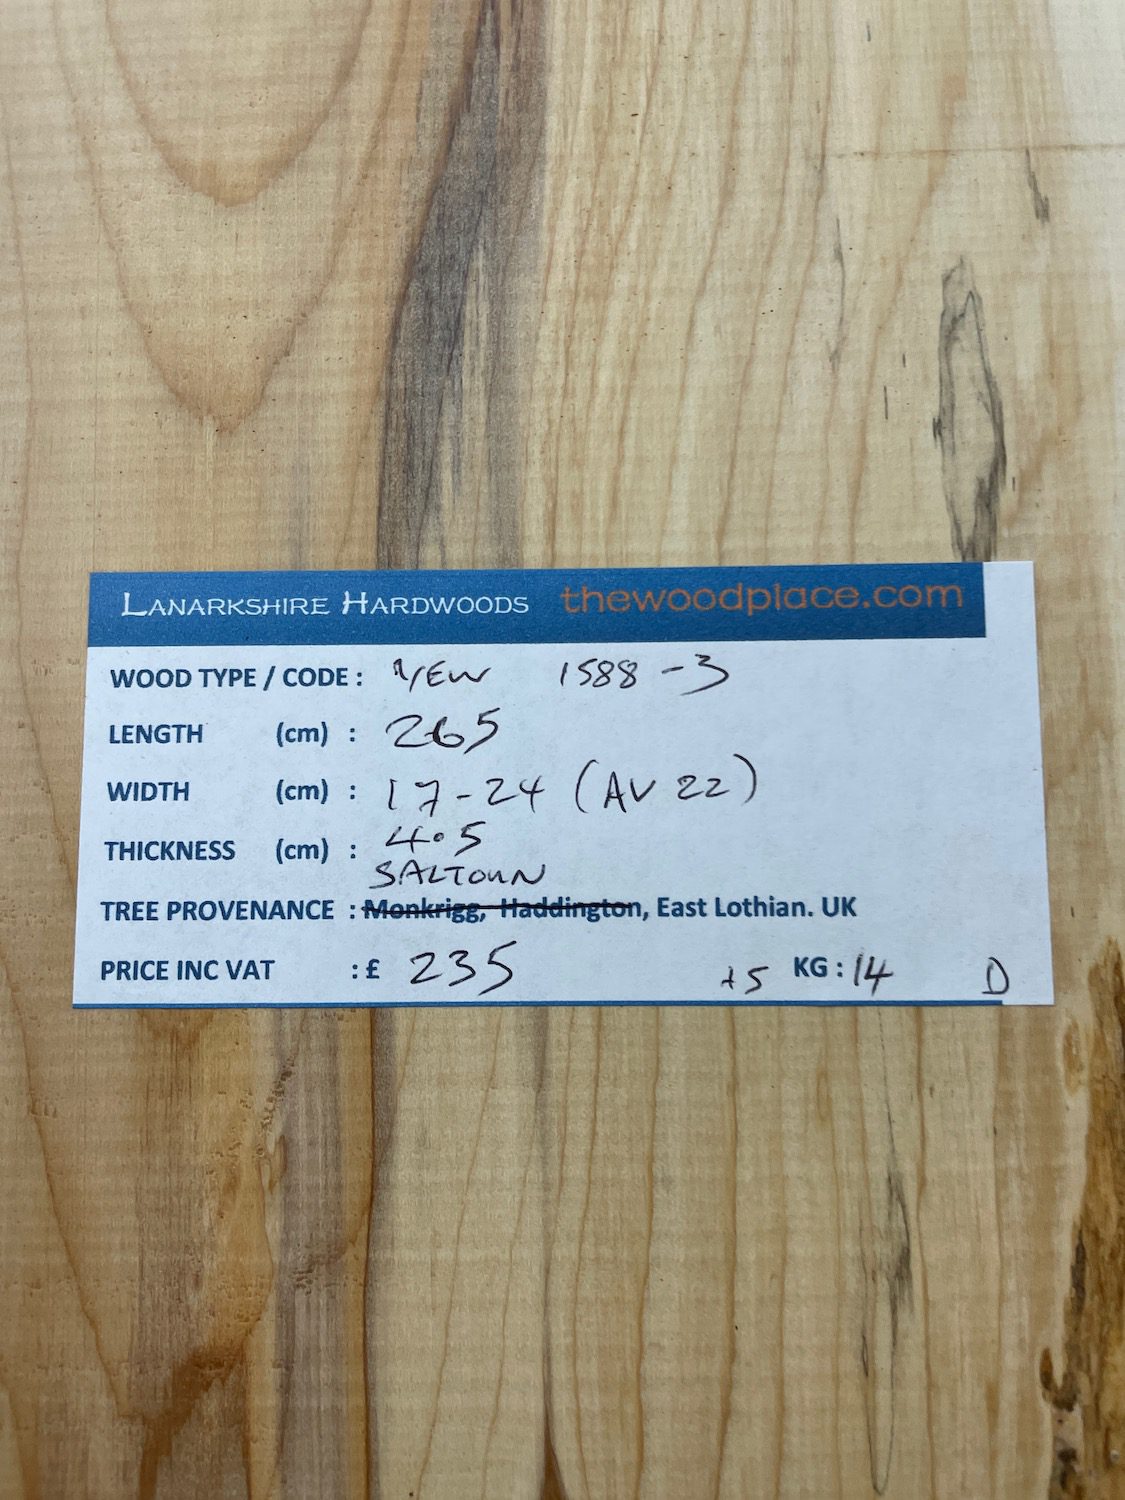 LANARKSHIRE HARDWOODS thewoodplace.com
WOOD TYPE / CODE : YEW 1588-3
LENGTH (cm) : 265
WIDTH (cm) : 17-24 (AV 22)
THICKNESS (cm) : 4.5
SALTOUN
TREE PROVENANCE : Monkrigg, Haddington, East Lothian. UK
PRICE INC VAT : £ 235 +5 KG : 14 D